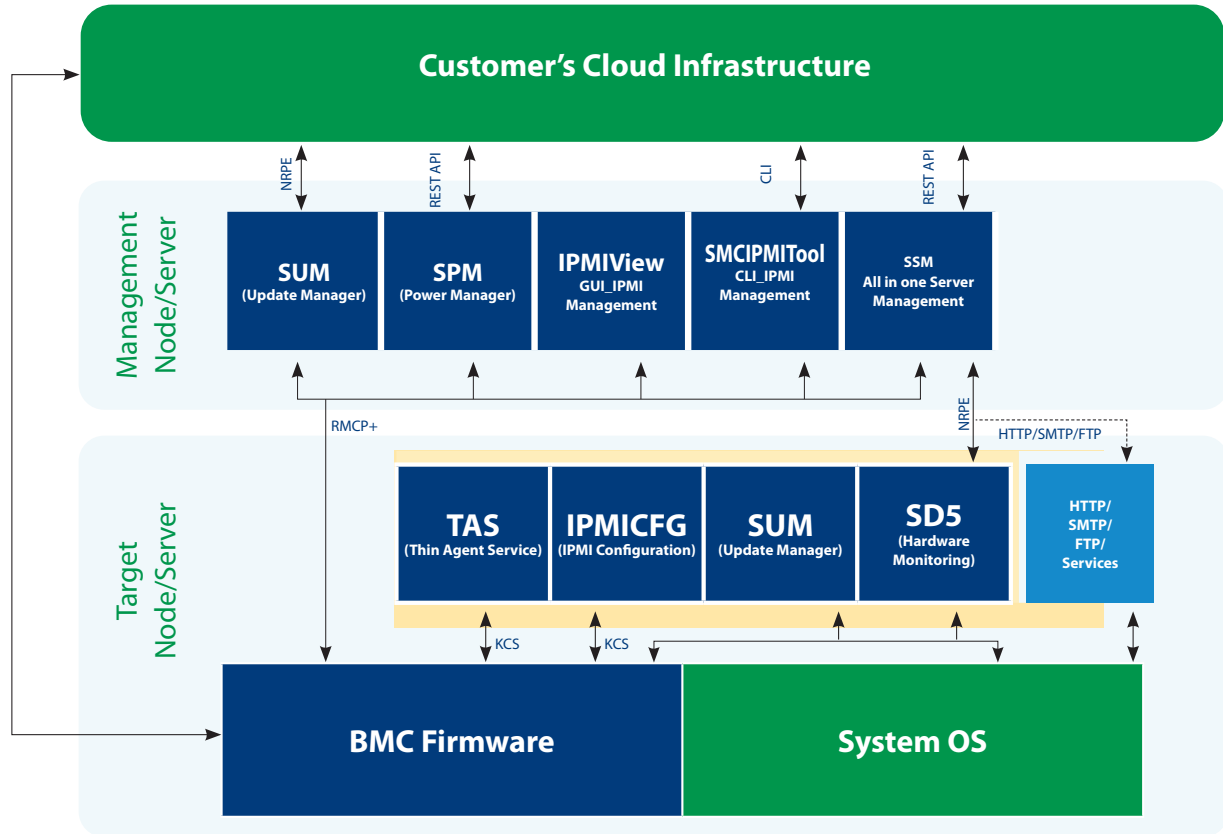 Customer's Cloud Infrastructure
NRPE
REST API
CLI
REST API
Management
Node/Server
SUM
(Update Manager)
SPM
(Power Manager)
IPMIView
GUI_IPMI
Management
SMCIPMITool
CLI_IPMI
Management
SSM
All in one Server
Management
RMCP+
NRPE
HTTP/SMTP/FTP
Target
Node/Server
TAS
(Thin Agent Service)
IPMICFG
(IPMI Configuration)
SUM
(Update Manager)
SD5
(Hardware
Monitoring)
HTTP/
SMTP/
FTP/
Services
KCS
KCS
BMC Firmware
System OS